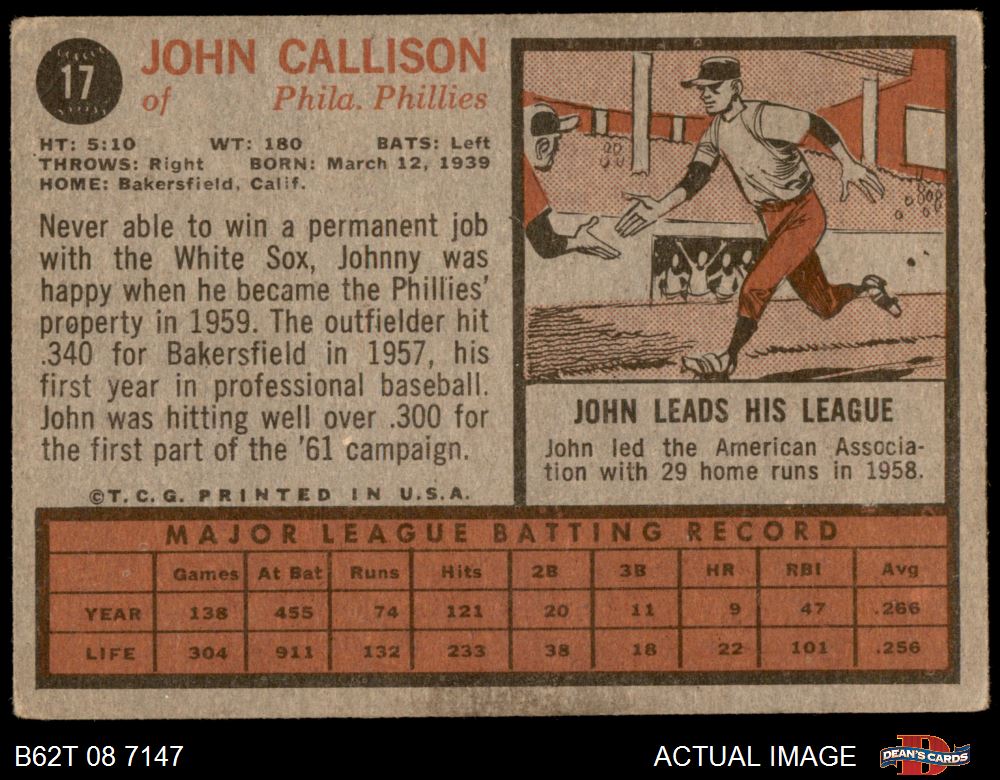 17
JOHN CALLISON
of Phila. Phillies
HT: 5:10 WT: 180 BATS: Left
THROWS: Right BORN: March 12, 1939
HOME: Bakersfield, Calif.
Never able to win a permanent job
with the White Sox, Johnny was
happy when he became the Phillies'
property in 1959. The outfielder hit
.340 for Bakersfield in 1957, his
first year in professional baseball.
John was hitting well over .300 for
the first part of the '61 campaign.
©T.C.G. PRINTED IN U.S.A.
JOHN LEADS HIS LEAGUE
John led the American Associa-
tion with 29 home runs in 1958.
MAJOR LEAGUE BATTING RECORD
Games At Bat Runs Hits 2B 3B HR RBI Avg
YEAR 138 455 74 121 20 11 9 47 .266
LIFE 304 911 132 233 38 18 22 101 .256
B62T 08 7147
ACTUAL IMAGE
DEAN'S CARDS